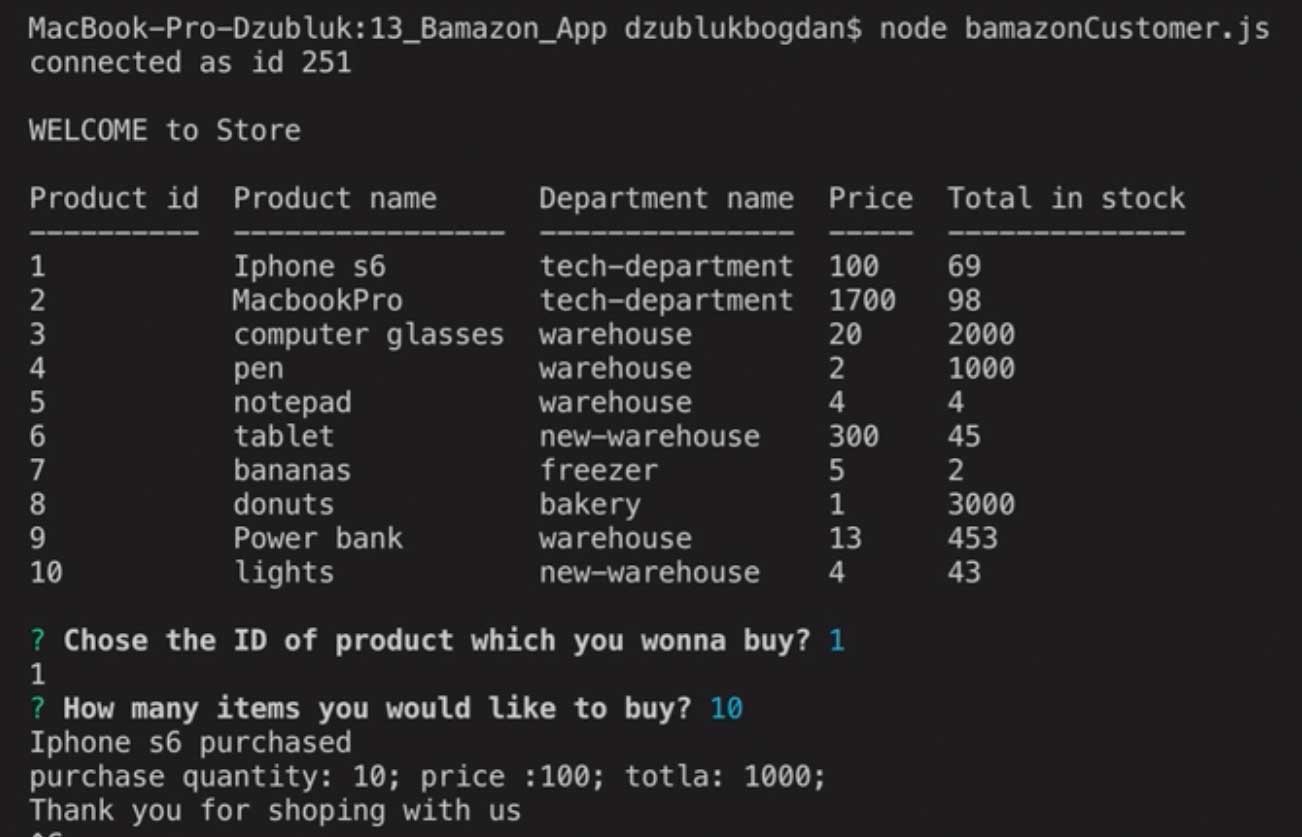 MacBook-Pro-Dzubluk:13_Bamazon_App dzublukbogdan$ node bamazonCustomer.js
connected as id 251
WELCOME to Store
Product id  Product name      Department name  Price  Total in stock
----------  ----------------  ---------------  -----  --------------
1           Iphone s6         tech-department  100    69
2           MacbookPro        tech-department  1700   98
3           computer glasses  warehouse        20     2000
4           pen               warehouse        2      1000
5           notepad           warehouse        4      4
6           tablet            new-warehouse    300    45
7           bananas           freezer          5      2
8           donuts            bakery           1      3000
9           Power bank        warehouse        13     453
10          lights            new-warehouse    4      43
? Chose the ID of product which you wonna buy? 1
1
? How many items you would like to buy? 10
Iphone s6 purchased
purchase quantity: 10; price :100; totla: 1000;
Thank you for shoping with us